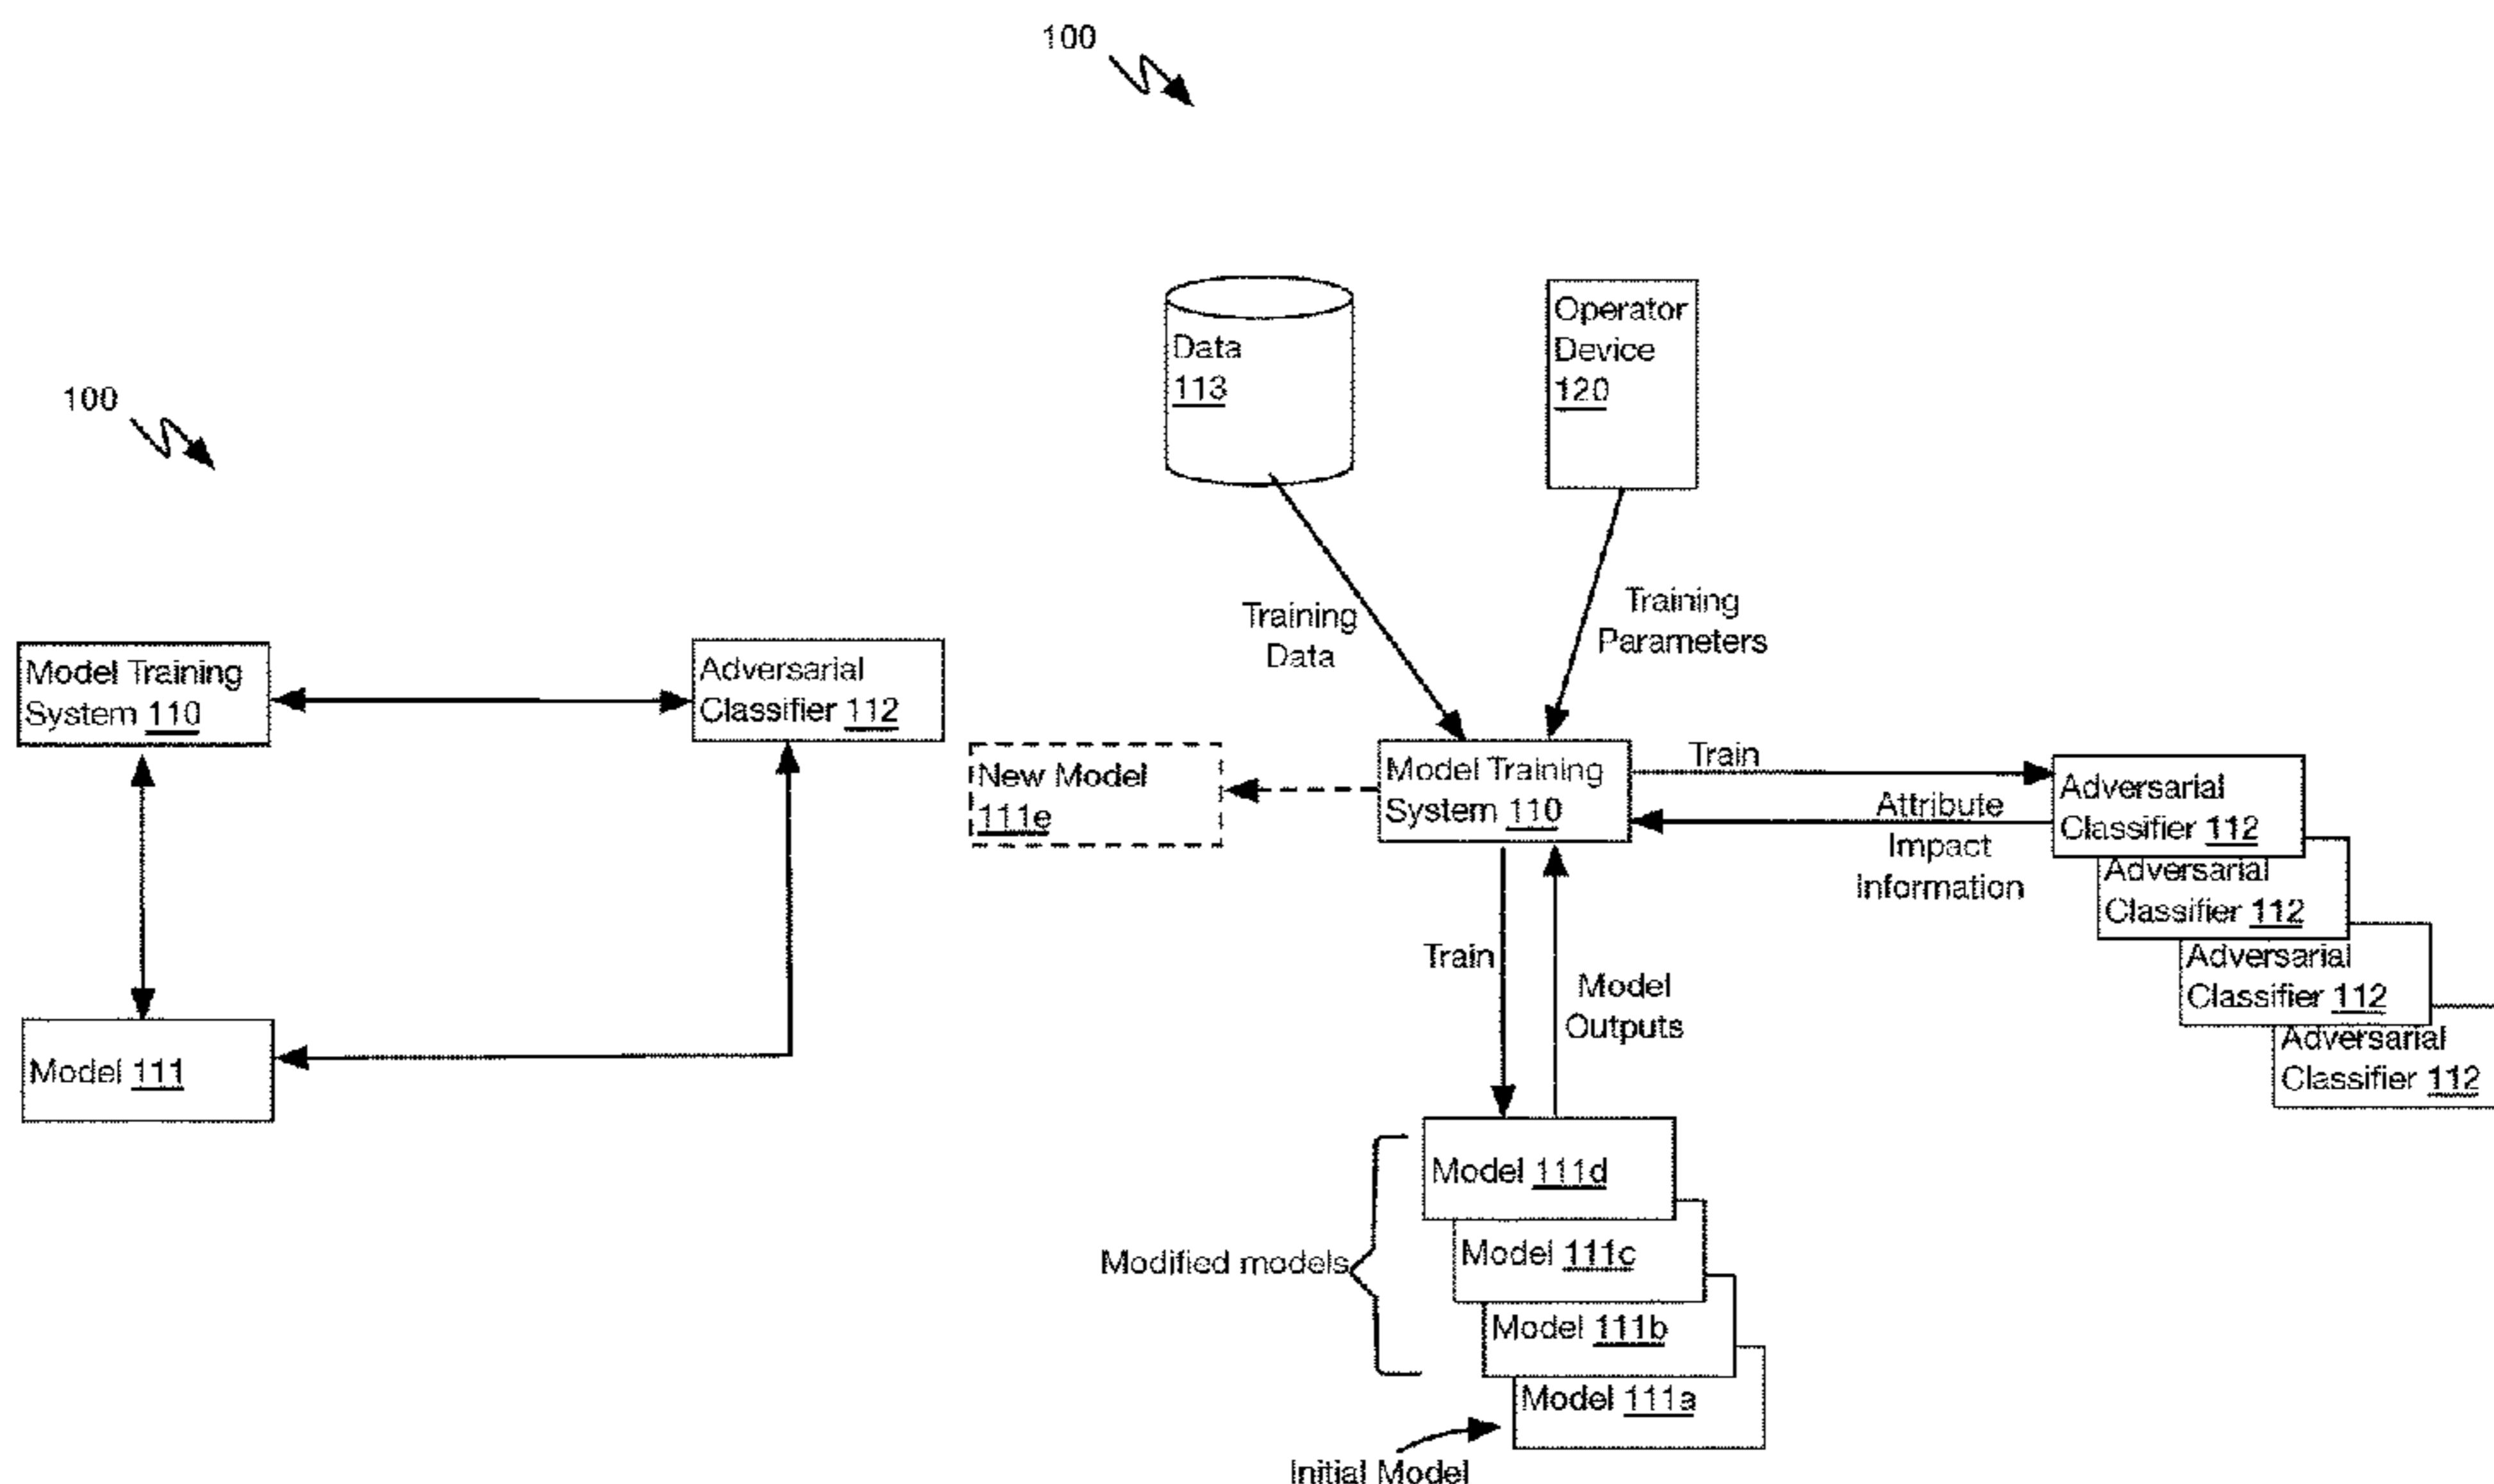 100
Model Training
System 110
Adversarial
Classifier 112
Model 111
100
Data
113
Operator
Device
120
Training
Data
Training
Parameters
New Model
111e
Model Training
System 110
Train
Attribute
Impact
Information
Adversarial
Classifier 112
Adversarial
Classifier 112
Adversarial
Classifier 112
Adversarial
Classifier 112
Train
Model
Outputs
Modified models
Model 111d
Model 111c
Model 111b
Model 111a
Initial Model